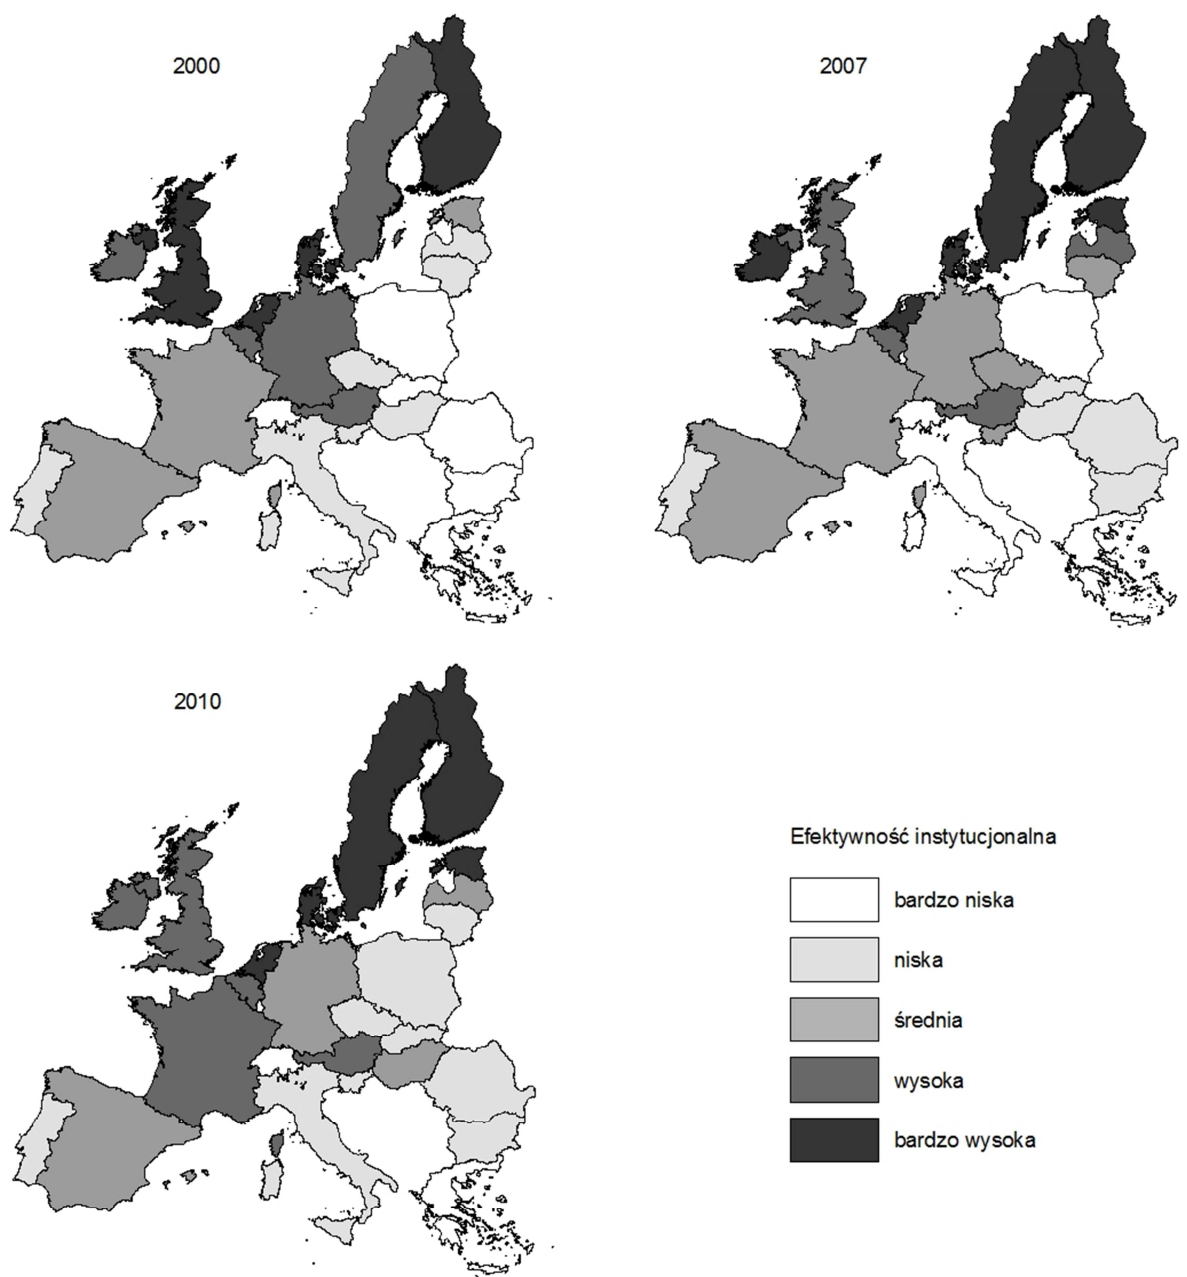 2000
2007
2010
Efektywność instytucjonalna
bardzo niska
niska
średnia
wysoka
bardzo wysoka